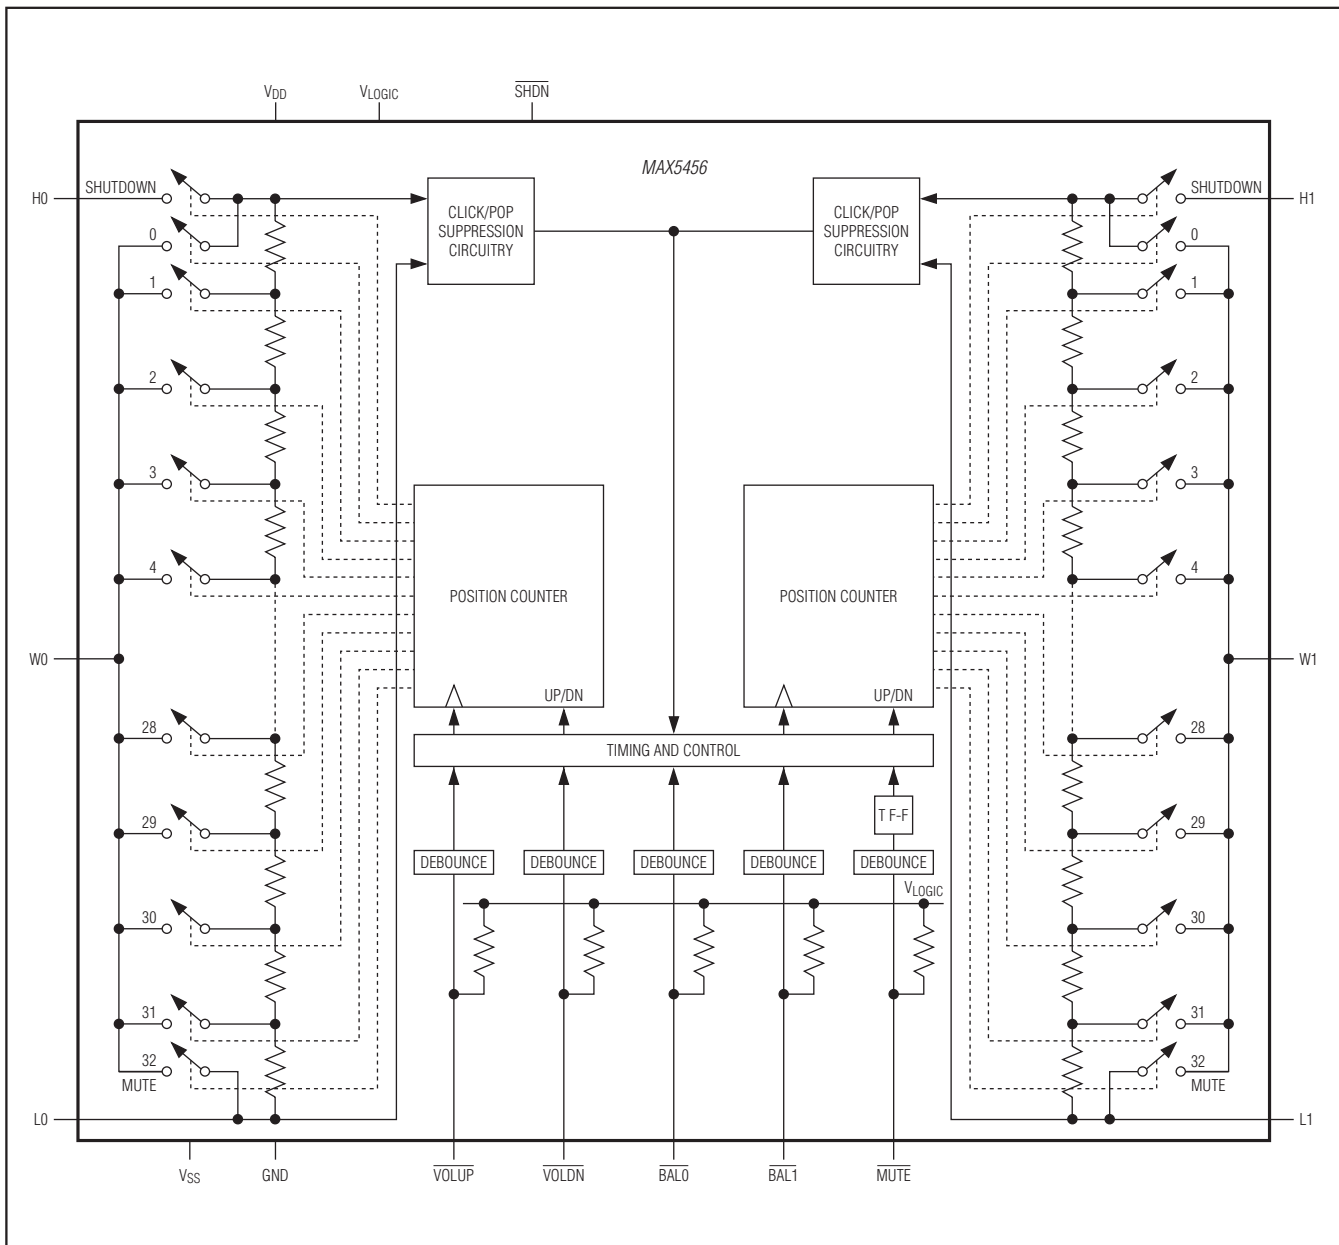 VDD
VLOGIC
SHDN
MAX5456
H0
SHUTDOWN
CLICK/POP
SUPPRESSION
CIRCUITRY
CLICK/POP
SUPPRESSION
CIRCUITRY
SHUTDOWN
H1
0
1
2
3
4
0
1
2
3
4
POSITION COUNTER
UP/DN
POSITION COUNTER
UP/DN
W0
W1
28
29
30
31
32
MUTE
28
29
30
31
32
MUTE
TIMING AND CONTROL
T F-F
DEBOUNCE
DEBOUNCE
DEBOUNCE
DEBOUNCE
DEBOUNCE
VLOGIC
L0
L1
VSS
GND
VOLUP
VOLDN
BAL0
BAL1
MUTE